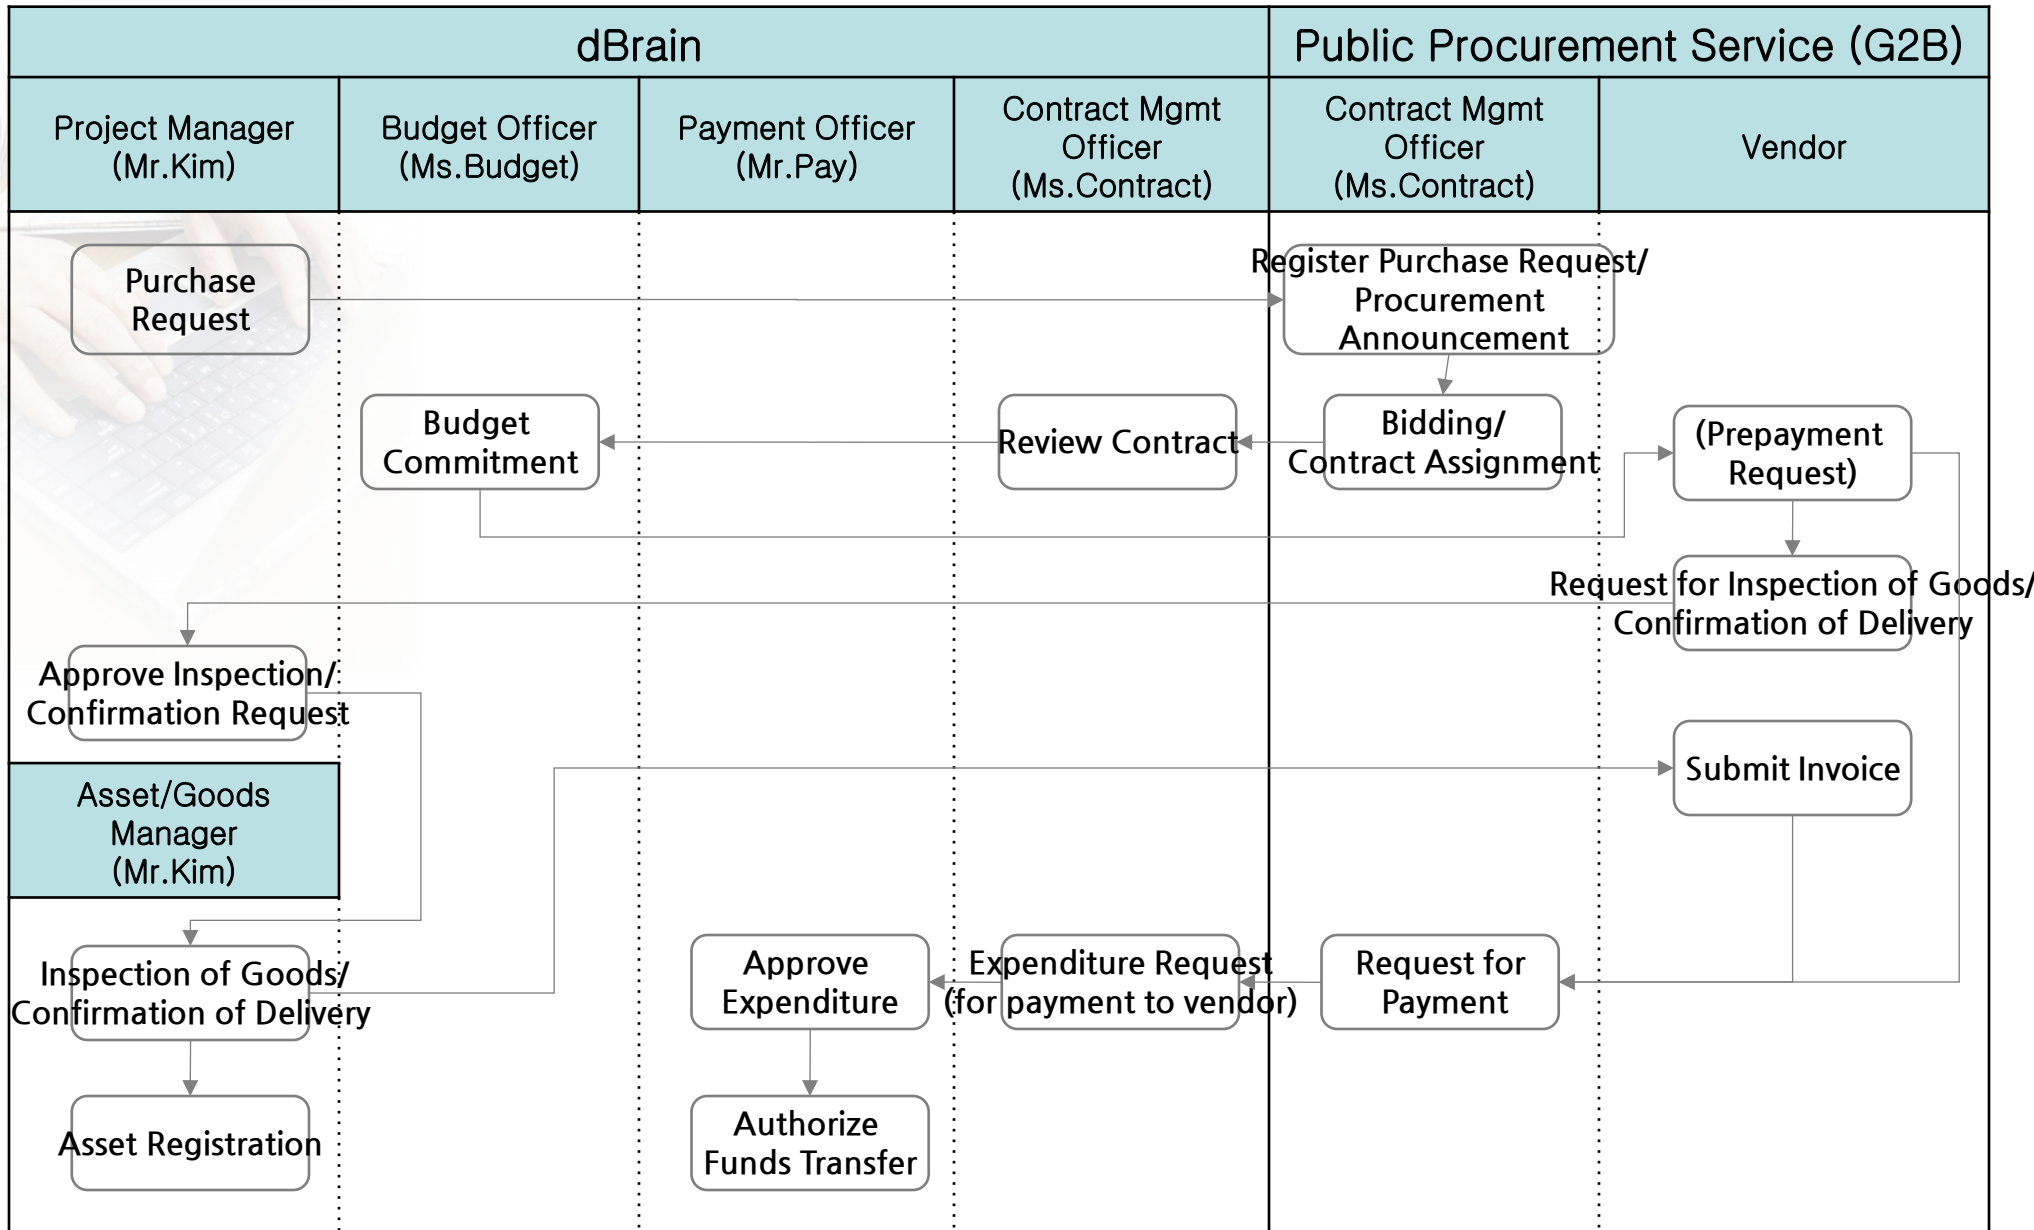 dBrain
Public Procurement Service (G2B)
Project Manager
(Mr.Kim)
Budget Officer
(Ms.Budget)
Payment Officer
(Mr.Pay)
Contract Mgmt
Officer
(Ms.Contract)
Contract Mgmt
Officer
(Ms.Contract)
Vendor
Purchase
Request
Register Purchase Request/
Procurement
Announcement
Budget
Commitment
Review Contract
Bidding/
Contract Assignment
(Prepayment
Request)
Request for Inspection of Goods/
Confirmation of Delivery
Approve Inspection/
Confirmation Request
Submit Invoice
Asset/Goods
Manager
(Mr.Kim)
Inspection of Goods/
Confirmation of Delivery
Approve
Expenditure
Expenditure Request
(for payment to vendor)
Request for
Payment
Asset Registration
Authorize
Funds Transfer